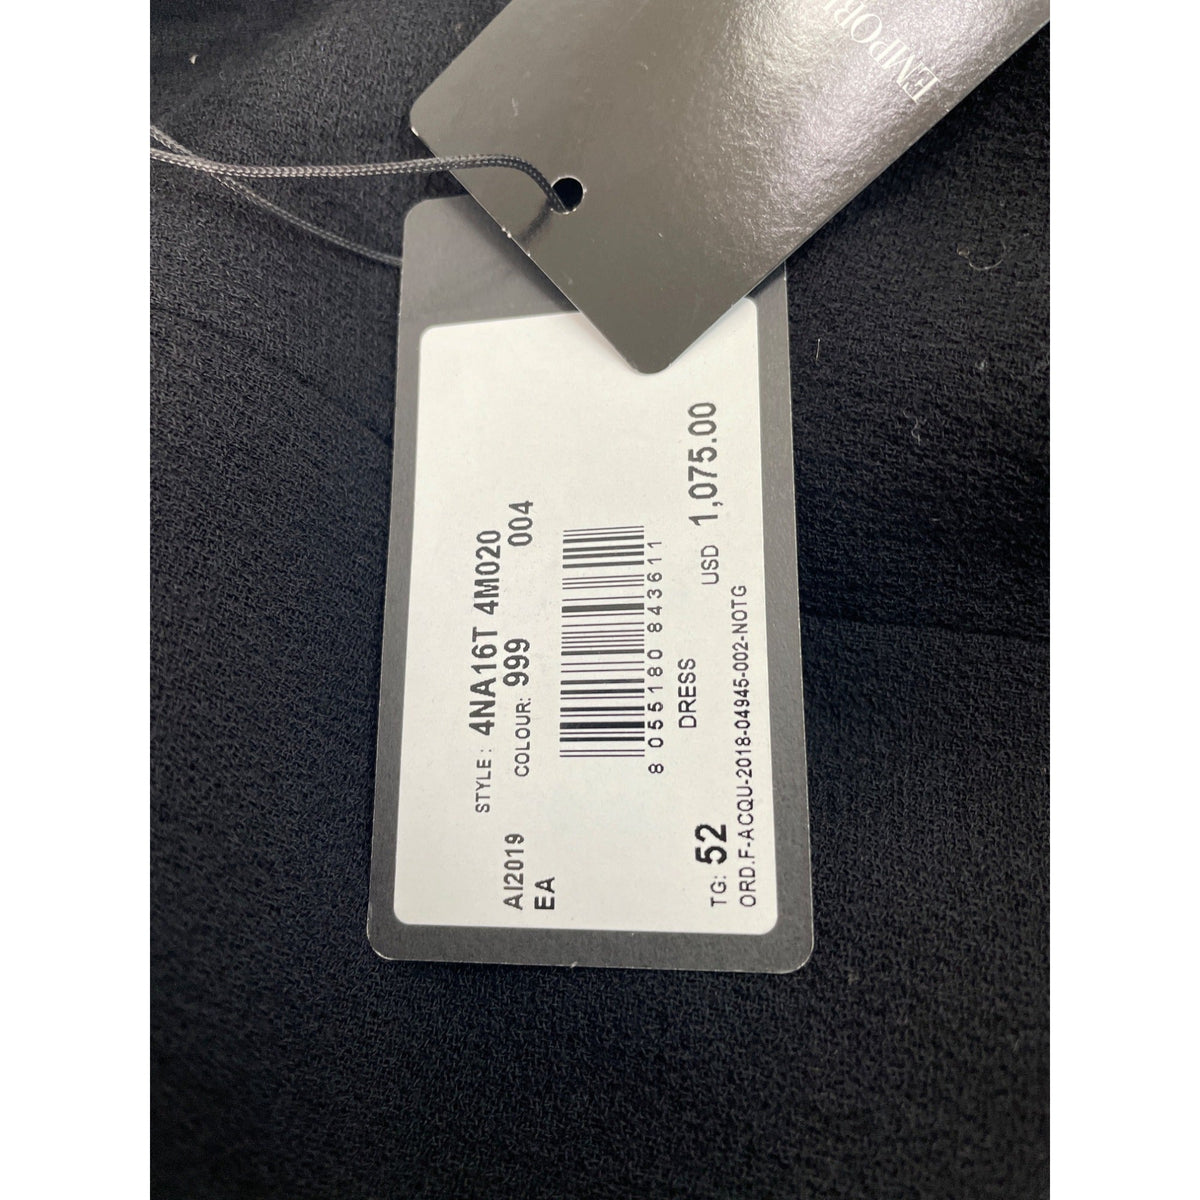 EMPORI
STYLE: 4NA16T 4M020
AI2019 COLOUR: 999 004
EA
8 055180 843611
DRESS
TG: 52 USD 1,075.00
ORD.F-ACQU-2018-04945-002-NOTG